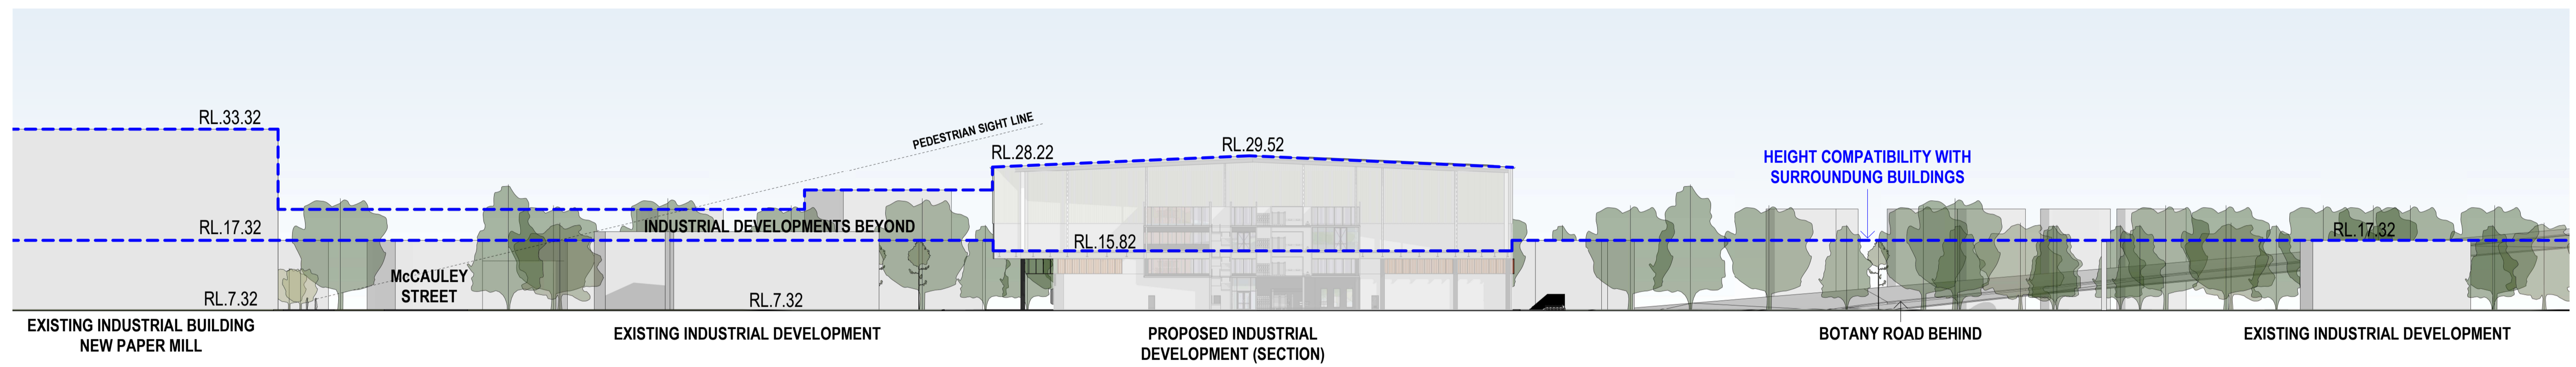 RL.33.32
PEDESTRIAN SIGHT LINE
RL.28.22
RL.29.52
HEIGHT COMPATIBILITY WITH
SURROUNDUNG BUILDINGS
RL.17.32
INDUSTRIAL DEVELOPMENTS BEYOND
RL.15.82
RL.17.32
McCAULEY
STREET
RL.7.32
RL.7.32
EXISTING INDUSTRIAL BUILDING
NEW PAPER MILL
EXISTING INDUSTRIAL DEVELOPMENT
PROPOSED INDUSTRIAL
DEVELOPMENT (SECTION)
BOTANY ROAD BEHIND
EXISTING INDUSTRIAL DEVELOPMENT